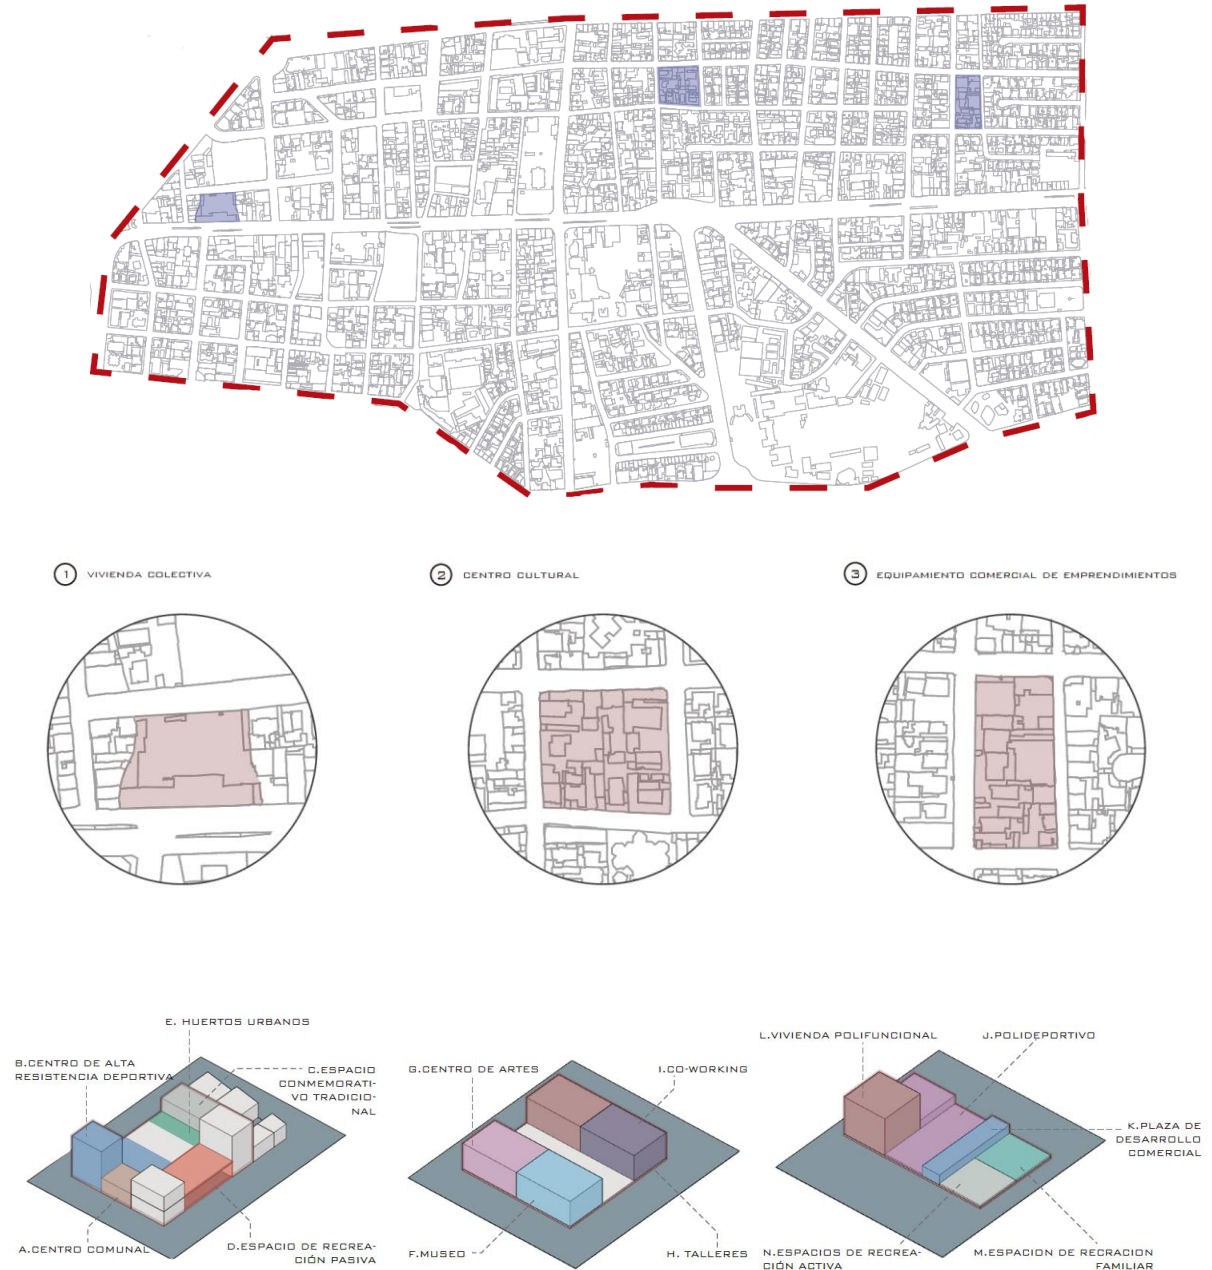 1 VIVIENDA COLECTIVA
2 CENTRO CULTURAL
3 EQUIPAMIENTO COMERCIAL DE EMPRENDIMIENTOS
E. HUERTOS URBANOS
B.CENTRO DE ALTA
RESISTENCIA DEPORTIVA
C.ESPACIO
CONMEMORATI-
VO TRADICIO-
NAL
A.CENTRO COMUNAL
D.ESPACIO DE RECREA-
CIÓN PASIVA
G.CENTRO DE ARTES
I.CO-WORKING
F.MUSEO
H. TALLERES
L.VIVIENDA POLIFUNCIONAL
J.POLIDEPORTIVO
K.PLAZA DE
DESARROLLO
COMERCIAL
N.ESPACIOS DE RECREA-
CIÓN ACTIVA
M.ESPACION DE RECRACION
FAMILIAR